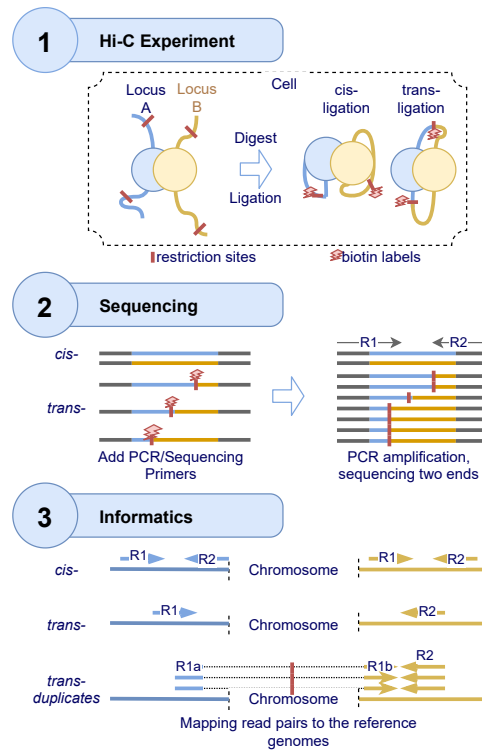 1 Hi-C Experiment
Locus A
Locus B
Cell
cis-ligation
trans-ligation
Digest
Ligation
restriction sites
biotin labels
2 Sequencing
cis-
R1 R2
trans-
Add PCR/Sequencing
Primers
PCR amplification,
sequencing two ends
3 Informatics
R1 R2 R1 R2
cis- Chromosome
R1 R2
trans- Chromosome
R1a R1b R2
trans-
duplicates Chromosome
Mapping read pairs to the reference
genomes